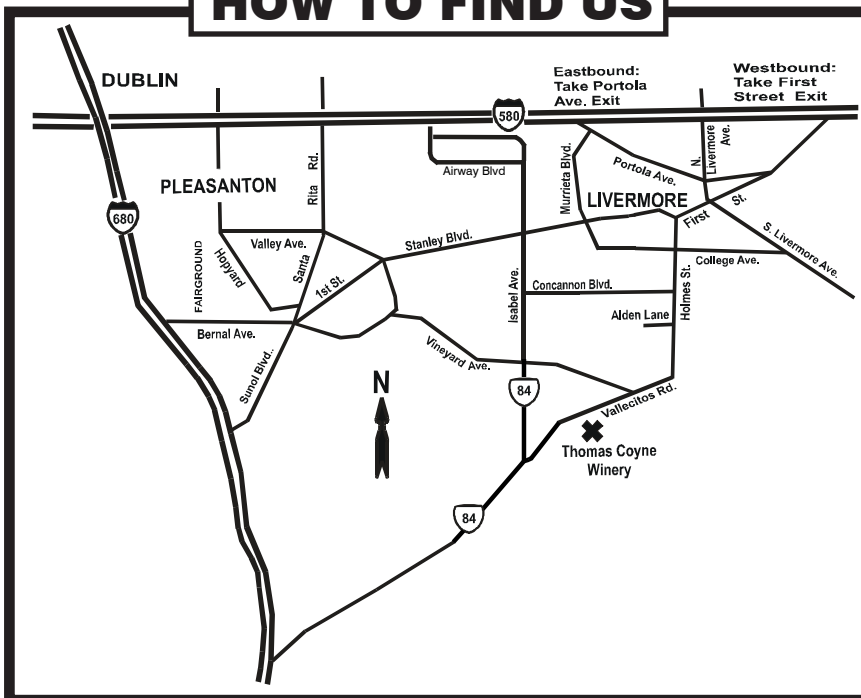 HOW TO FIND US
DUBLIN
Eastbound:
Take Portola
Ave. Exit
Westbound:
Take First
Street Exit
580
Airway Blvd
Murrieta Blvd.
Portola Ave.
N.
Livermore
Ave.
PLEASANTON
Santa Rita Rd.
LIVERMORE
First St.
S. Livermore Ave.
680
FAIRGROUND
Hopyard
Valley Ave.
1st St.
Stanley Blvd.
College Ave.
Isabel Ave.
Concannon Blvd.
Holmes St.
Alden Lane
Bernal Ave.
Sunol Blvd..
Vineyard Ave.
N
84
Vallecitos Rd.
Thomas Coyne
Winery
84